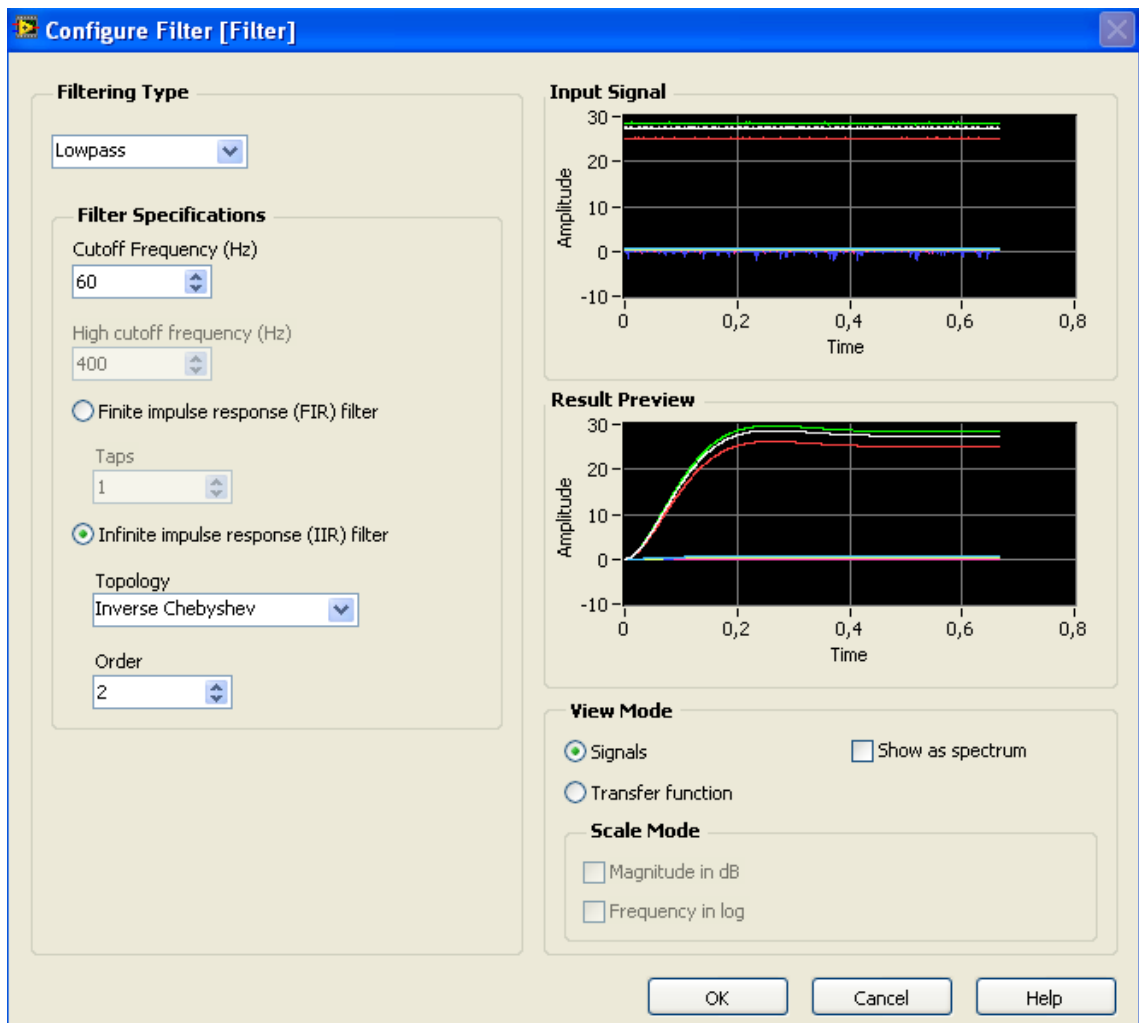 Configure Filter [Filter]
Filtering Type
Lowpass
Filter Specifications
Cutoff Frequency (Hz)
60
High cutoff frequency (Hz)
400
Finite impulse response (FIR) filter
Taps
1
Infinite impulse response (IIR) filter
Topology
Inverse Chebyshev
Order
2
Input Signal
Amplitude
30
20
10
0
-10
0 0,2 0,4 0,6 0,8
Time
Result Preview
Amplitude
30
20
10
0
-10
0 0,2 0,4 0,6 0,8
Time
View Mode
Signals
Show as spectrum
Transfer function
Scale Mode
Magnitude in dB
Frequency in log
OK Cancel Help